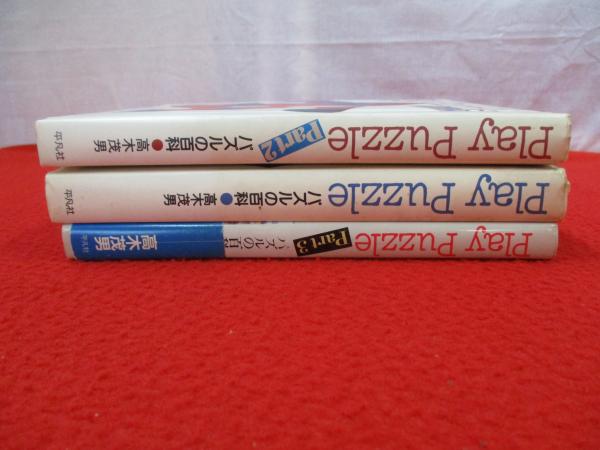 Play Puzzle Part2 パズルの百科●高木茂男 平凡社
Play Puzzle パズルの百科●高木茂男 平凡社
Play Puzzle Part3 パズルの百科 高木茂男 平凡社